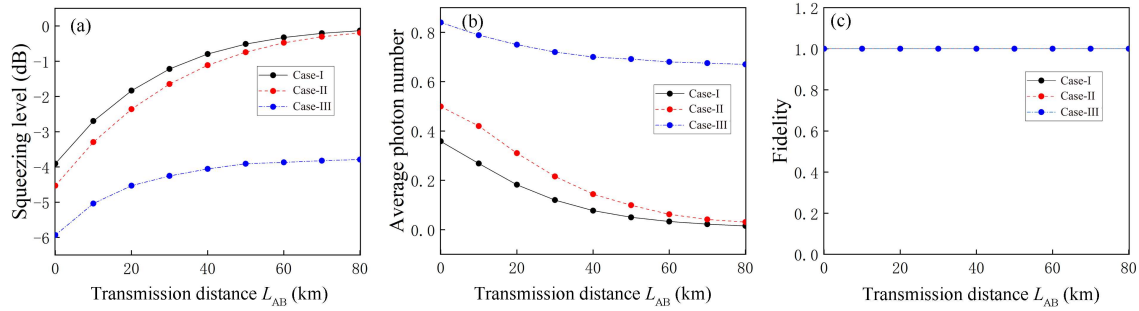 (a)
Squeezing level (dB)
0
−1
−2
−3
−4
−5
−6
Case-I
Case-II
Case-III
0 20 40 60 80
Transmission distance L_AB (km)
(b)
Average photon number
0.8
0.6
0.4
0.2
0.0
Case-I
Case-II
Case-III
0 20 40 60 80
Transmission distance L_AB (km)
(c)
Fidelity
1.2
1.0
0.8
0.6
0.4
0.2
0.0
Case-I
Case-II
Case-III
0 20 40 60 80
Transmission distance L_AB (km)